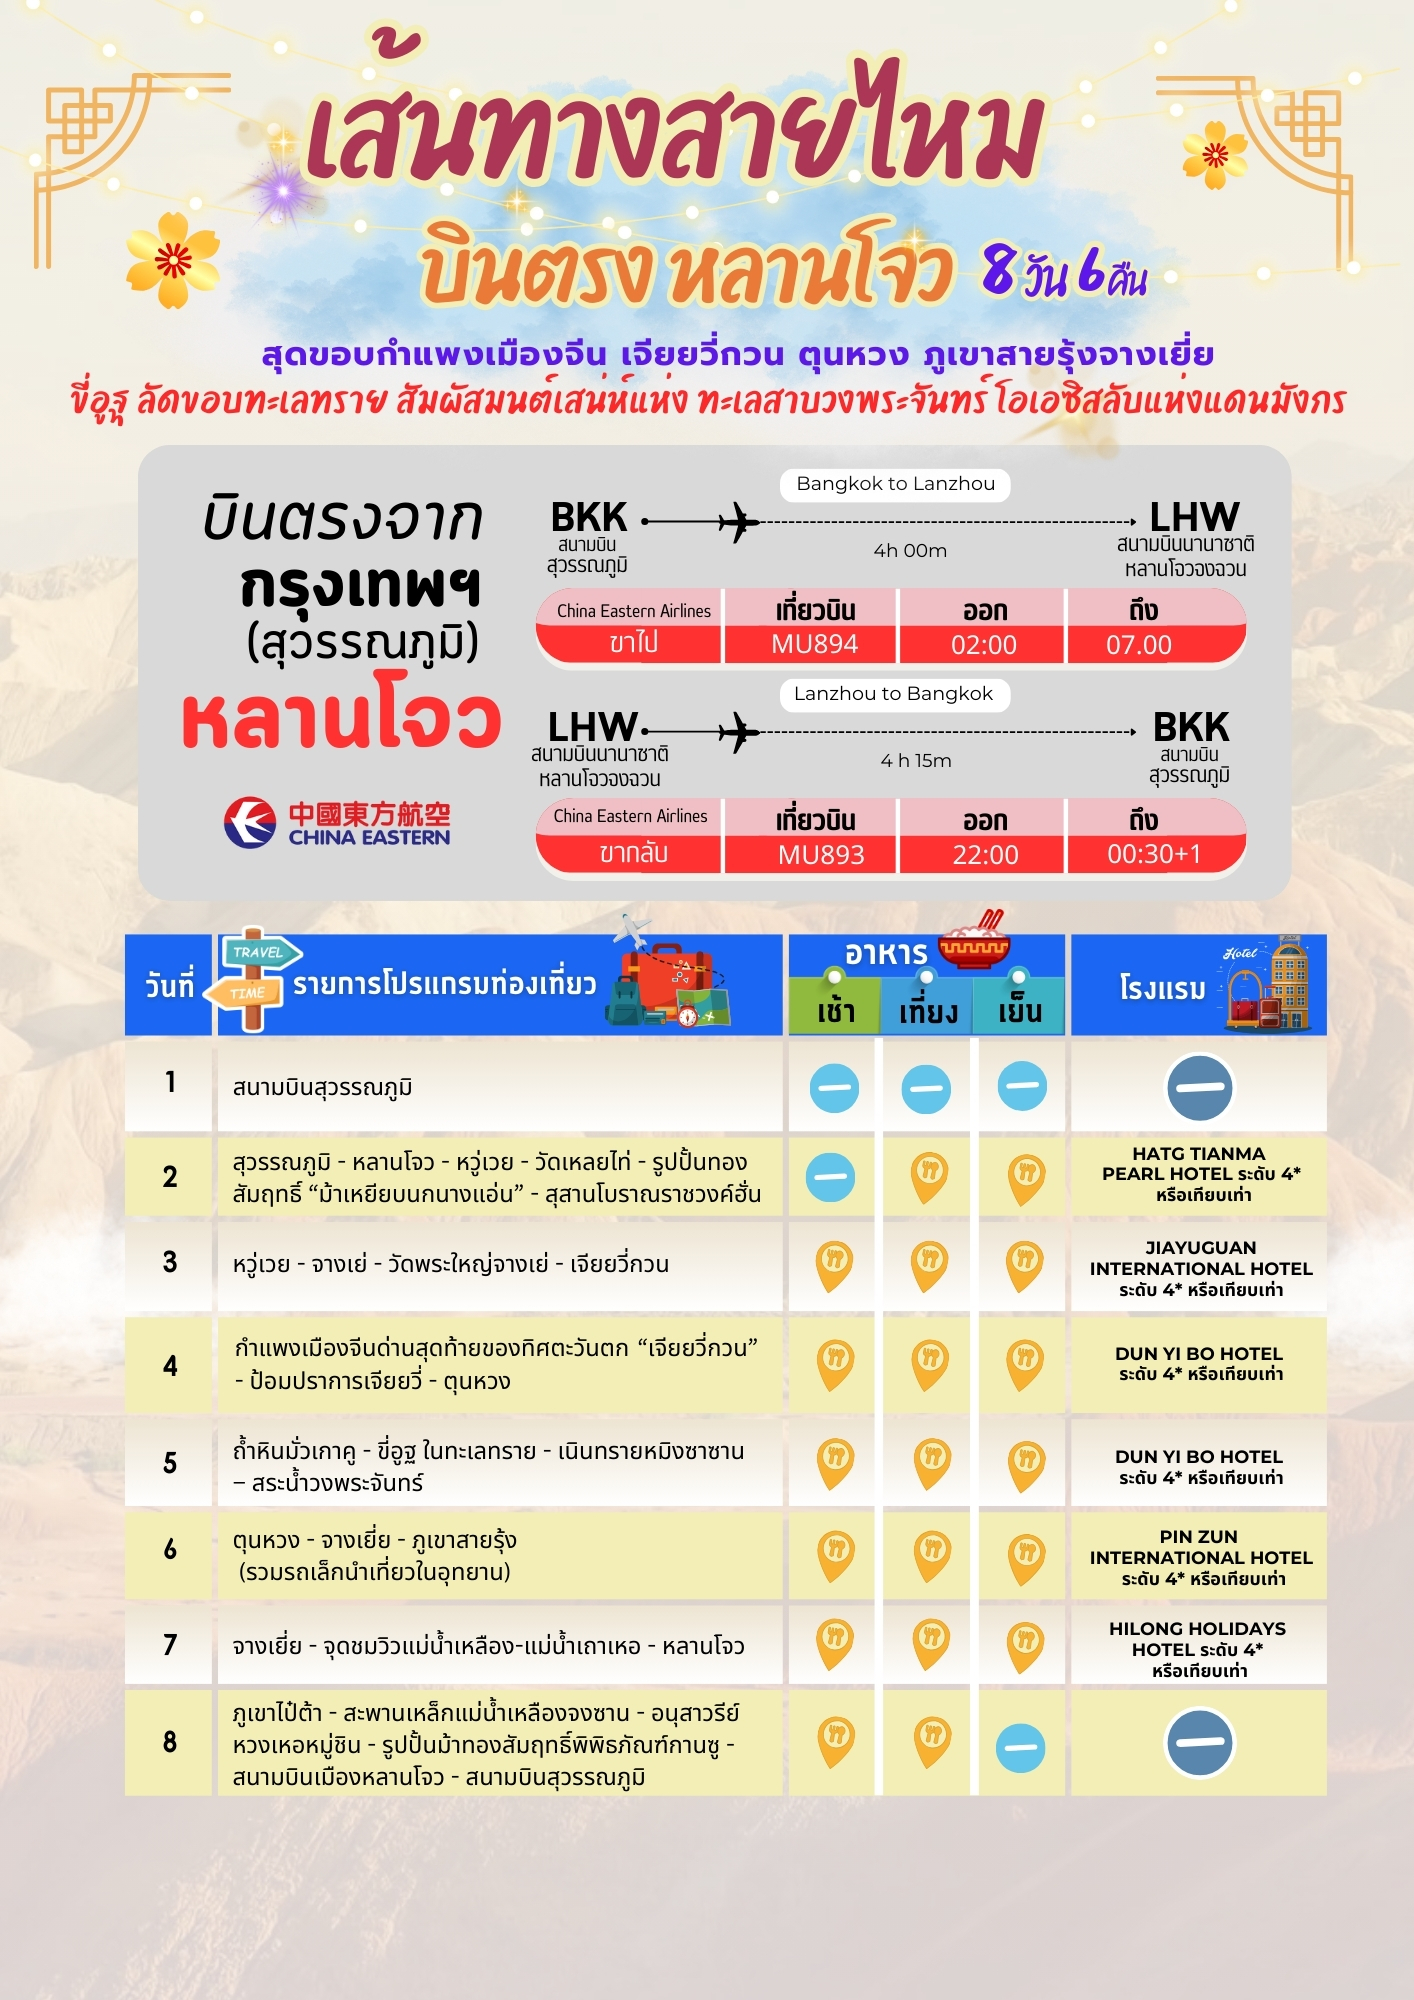 เส้นทางสายไหม
บินตรง หลานโจว 8 วัน 6 คืน
สุดขอบกำแพงเมืองจีน เจียยวี่กวน ตุนหวง ภูเขาสายรุ้งจางเยี่ย
ขี่อูฐ ลัดขอบทะเลทราย สัมผัสมนต์เสน่ห์แห่ง ทะเลสาบวงพระจันทร์ โอเอซิสลับแห่งแดนมังกร
บินตรงจาก
กรุงเทพฯ
(สุวรรณภูมิ)
หลานโจว
中國東方航空
CHINA EASTERN
Bangkok to Lanzhou
BKK
สนามบิน
สุวรรณภูมิ
4h 00m
LHW
สนามบินนานาชาติ
หลานโจวจงฉวน
China Eastern Airlines เที่ยวบิน ออก ถึง
ขาไป MU894 02:00 07.00
Lanzhou to Bangkok
LHW
สนามบินนานาชาติ
หลานโจวจงฉวน
4 h 15m
BKK
สนามบิน
สุวรรณภูมิ
China Eastern Airlines เที่ยวบิน ออก ถึง
ขากลับ MU893 22:00 00:30+1
วันที่
TRAVEL
TIME
รายการโปรแกรมท่องเที่ยว
อาหาร
เช้า เที่ยง เย็น
โรงแรม
Hotel
1
สนามบินสุวรรณภูมิ
2
สุวรรณภูมิ - หลานโจว - หวู่เวย - วัดเหลยไท่ - รูปปั้นทอง
สัมฤทธิ์ “ม้าเหยียบนกนางแอ่น” - สุสานโบราณราชวงค์ฮั่น
HATG TIANMA
PEARL HOTEL ระดับ 4*
หรือเทียบเท่า
3
หวู่เวย - จางเย่ - วัดพระใหญ่จางเย่ - เจียยวี่กวน
JIAYUGUAN
INTERNATIONAL HOTEL
ระดับ 4* หรือเทียบเท่า
4
กำแพงเมืองจีนด่านสุดท้ายของทิศตะวันตก “เจียยวี่กวน”
- ป้อมปราการเจียยวี่ - ตุนหวง
DUN YI BO HOTEL
ระดับ 4* หรือเทียบเท่า
5
ถ้ำหินมั่วเกาคู - ขี่อูฐ ในทะเลทราย - เนินทรายหมิงซาซาน
– สระน้ำวงพระจันทร์
DUN YI BO HOTEL
ระดับ 4* หรือเทียบเท่า
6
ตุนหวง - จางเยี่ย - ภูเขาสายรุ้ง
(รวมรถเล็กนำเที่ยวในอุทยาน)
PIN ZUN
INTERNATIONAL HOTEL
ระดับ 4* หรือเทียบเท่า
7
จางเยี่ย - จุดชมวิวแม่น้ำเหลือง-แม่น้ำเถาเหอ - หลานโจว
HILONG HOLIDAYS
HOTEL ระดับ 4*
หรือเทียบเท่า
8
ภูเขาไป๋ต้า - สะพานเหล็กแม่น้ำเหลืองจงซาน - อนุสาวรีย์
หวงเหอหมู่ชิน - รูปปั้นม้าทองสัมฤทธิ์พิพิธภัณฑ์กานซู -
สนามบินเมืองหลานโจว - สนามบินสุวรรณภูมิ